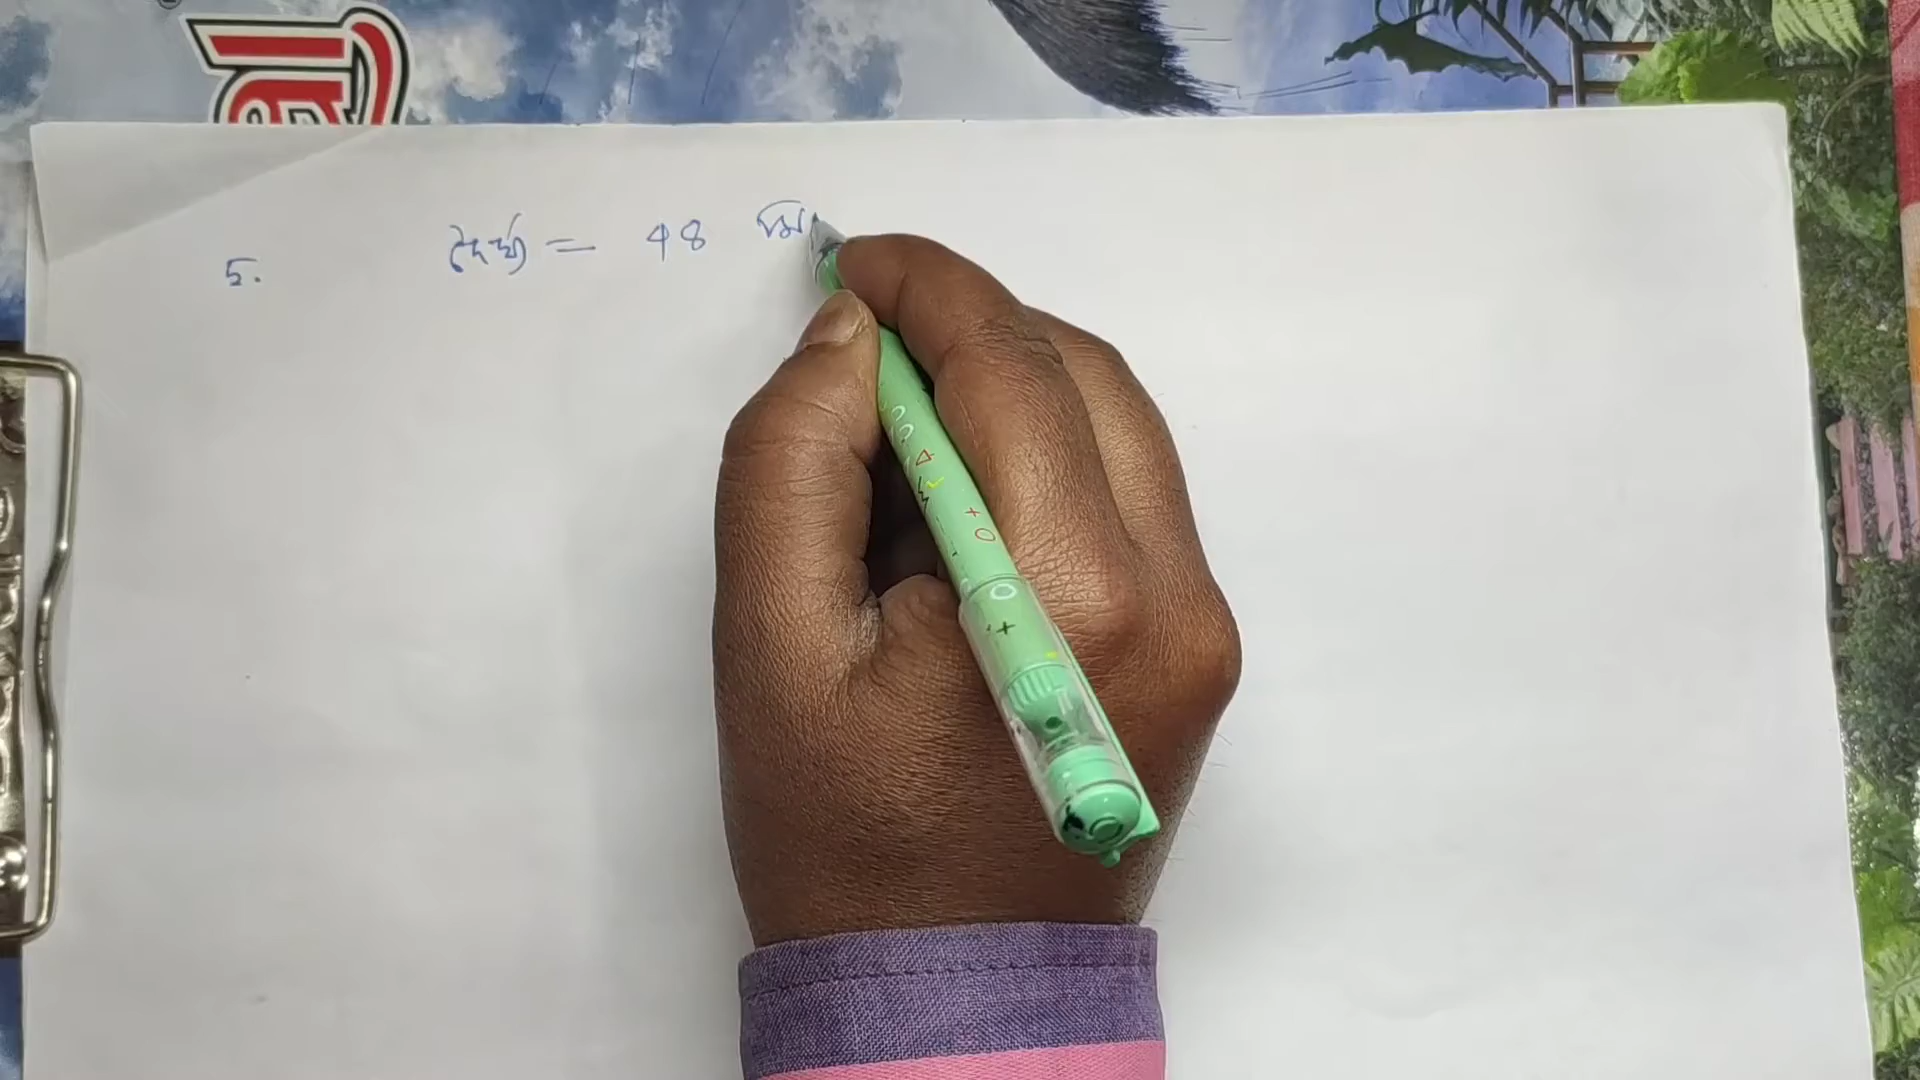 5. দৈর্ঘ্য = 48 মি